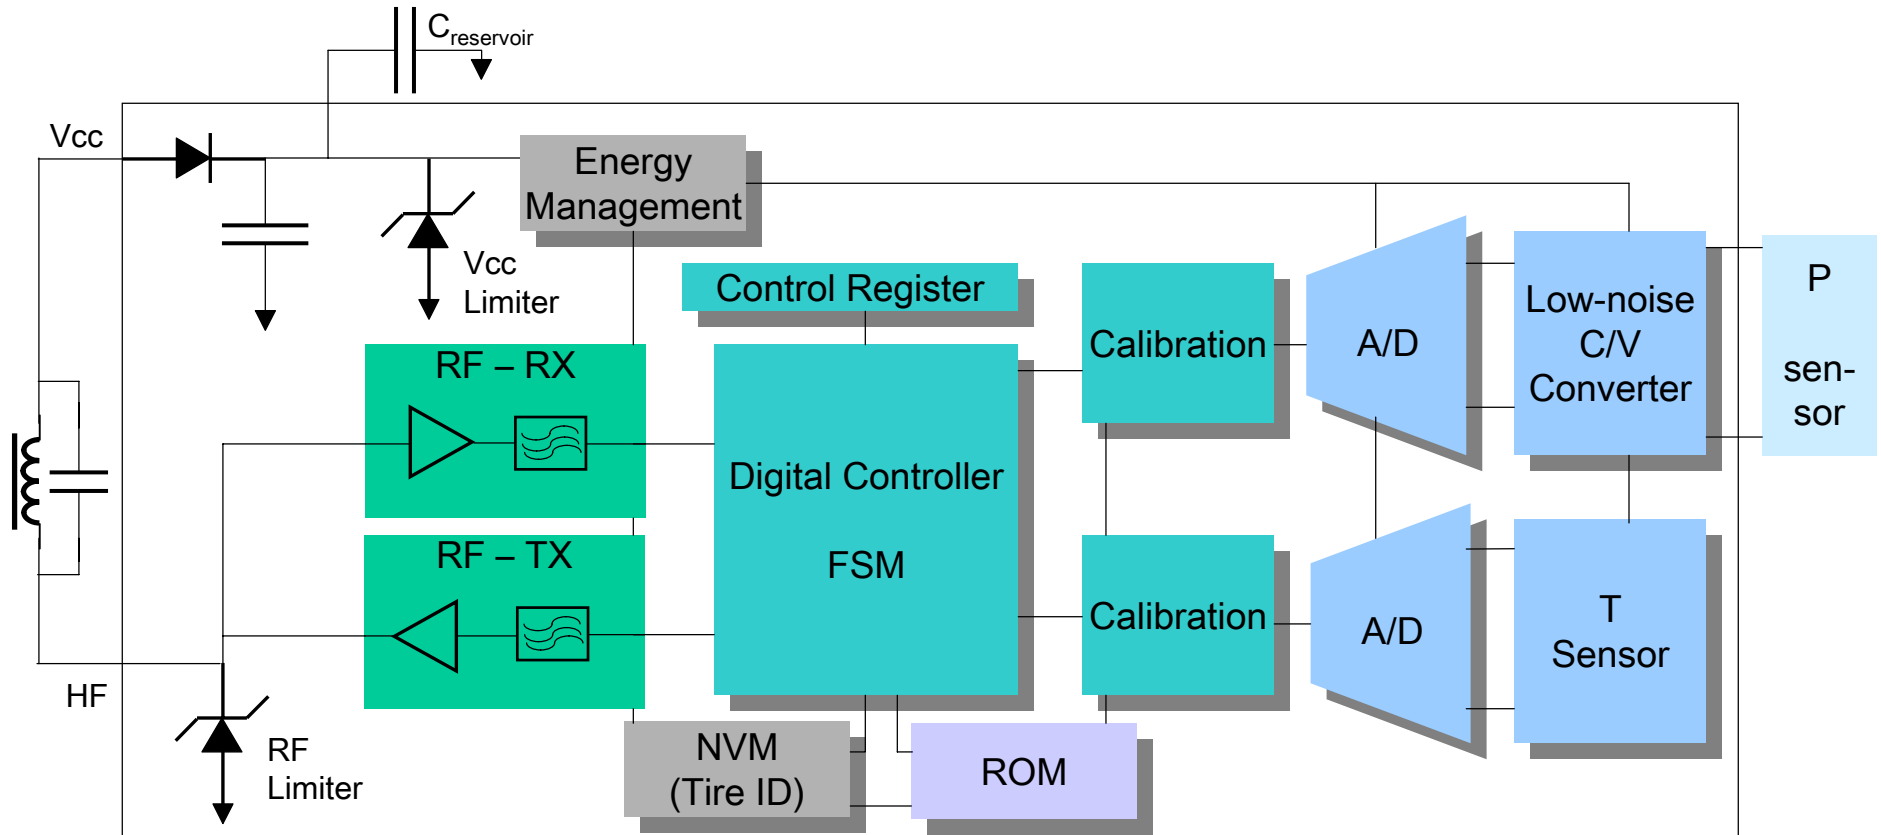 Creservoir
Vcc
Energy
Management
Vcc
Limiter
Control Register
RF – RX
Digital Controller
FSM
RF – TX
Calibration
A/D
Low-noise
C/V
Converter
P
sen-
sor
Calibration
A/D
T
Sensor
HF
RF
Limiter
NVM
(Tire ID)
ROM